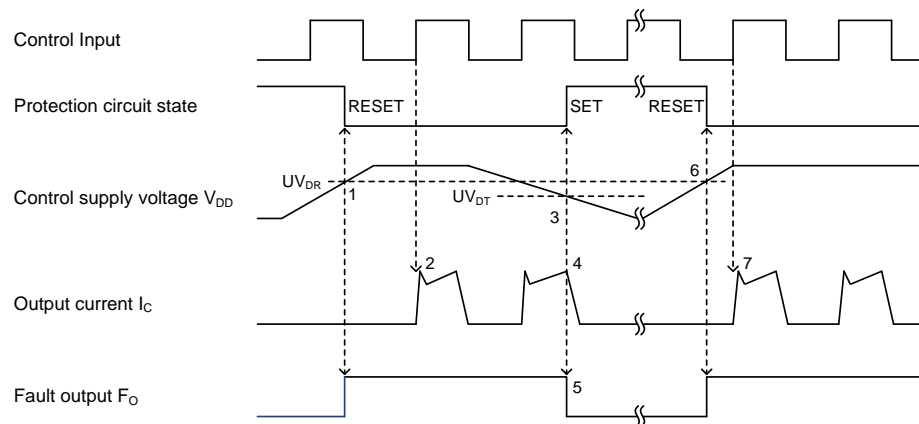 Control Input
Protection circuit state
RESET
SET
RESET
Control supply voltage VDD
UVDR
1
UVDT
3
6
Output current IC
2
4
7
Fault output FO
5